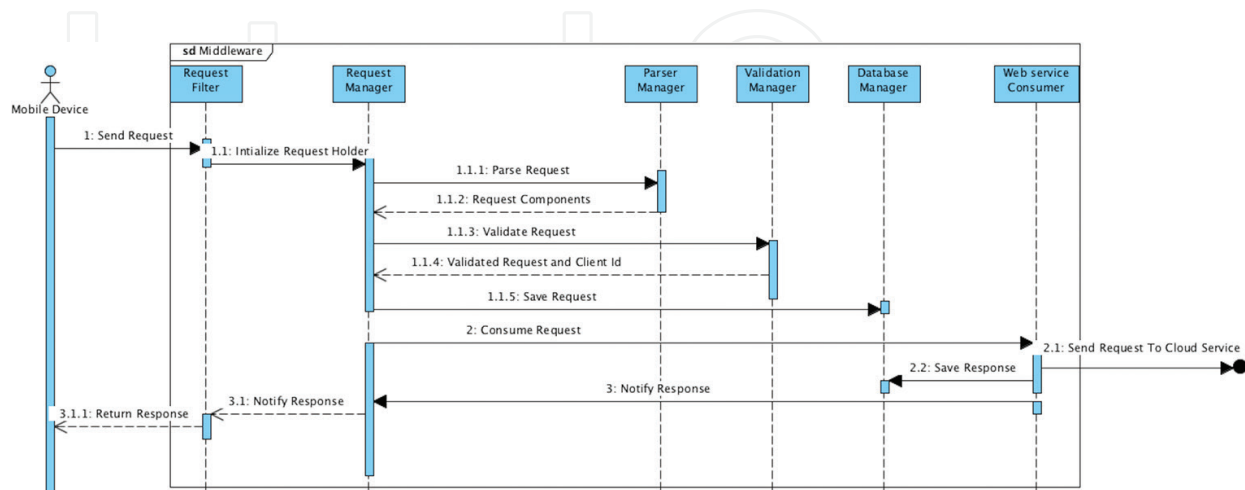 sd Middleware
Request
Filter
Request
Manager
Parser
Manager
Validation
Manager
Database
Manager
Web service
Consumer
Mobile Device
1: Send Request
1.1: Intialize Request Holder
1.1.1: Parse Request
1.1.2: Request Components
1.1.3: Validate Request
1.1.4: Validated Request and Client Id
1.1.5: Save Request
2: Consume Request
2.1: Send Request To Cloud Service
2.2: Save Response
3: Notify Response
3.1: Notify Response
3.1.1: Return Response